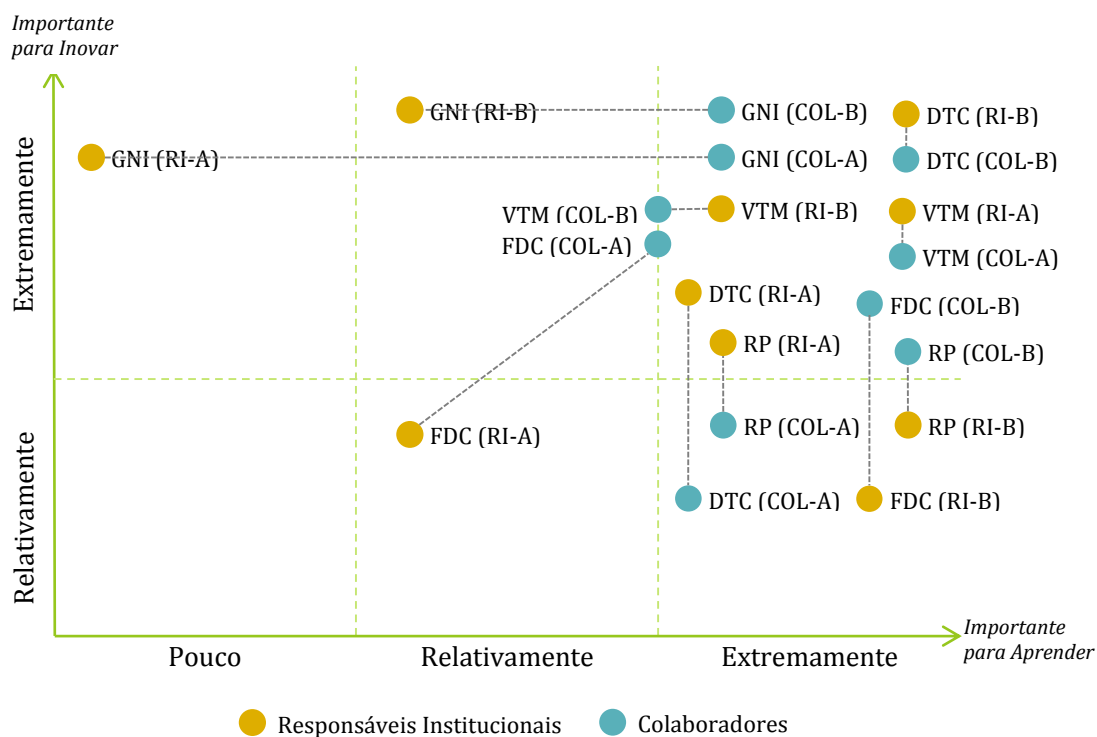 Importante
para Inovar
GNI (RI-B)
GNI (COL-B)
DTC (RI-B)
GNI (RI-A)
GNI (COL-A)
DTC (COL-B)
Extremamente
VTM (COL-B)
VTM (RI-B)
VTM (RI-A)
FDC (COL-A)
VTM (COL-A)
DTC (RI-A)
FDC (COL-B)
RP (RI-A)
RP (COL-B)
Relativamente
FDC (RI-A)
RP (COL-A)
RP (RI-B)
DTC (COL-A)
FDC (RI-B)
Importante
para Aprender
Pouco
Relativamente
Extremamente
Responsáveis Institucionais
Colaboradores